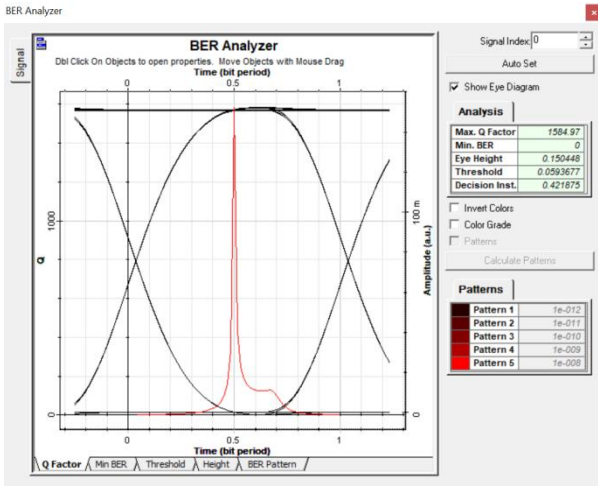 BER Analyzer
Signal
BER Analyzer
Dbl Click On Objects to open properties. Move Objects with Mouse Drag
Time (bit period)
0 0.5 1
Q
1000
0
Amplitude (a.u.)
100 m
0
0 0.5 1
Time (bit period)
Q Factor Min BER Threshold Height BER Pattern
Signal Index: 0
Auto Set
Show Eye Diagram
Analysis
Max. Q Factor 1584.97
Min. BER 0
Eye Height 0.150448
Threshold 0.0593677
Decision Inst. 0.421875
Invert Colors
Color Grade
Patterns
Calculate Patterns
Patterns
Pattern 1 1e-012
Pattern 2 1e-011
Pattern 3 1e-010
Pattern 4 1e-009
Pattern 5 1e-008